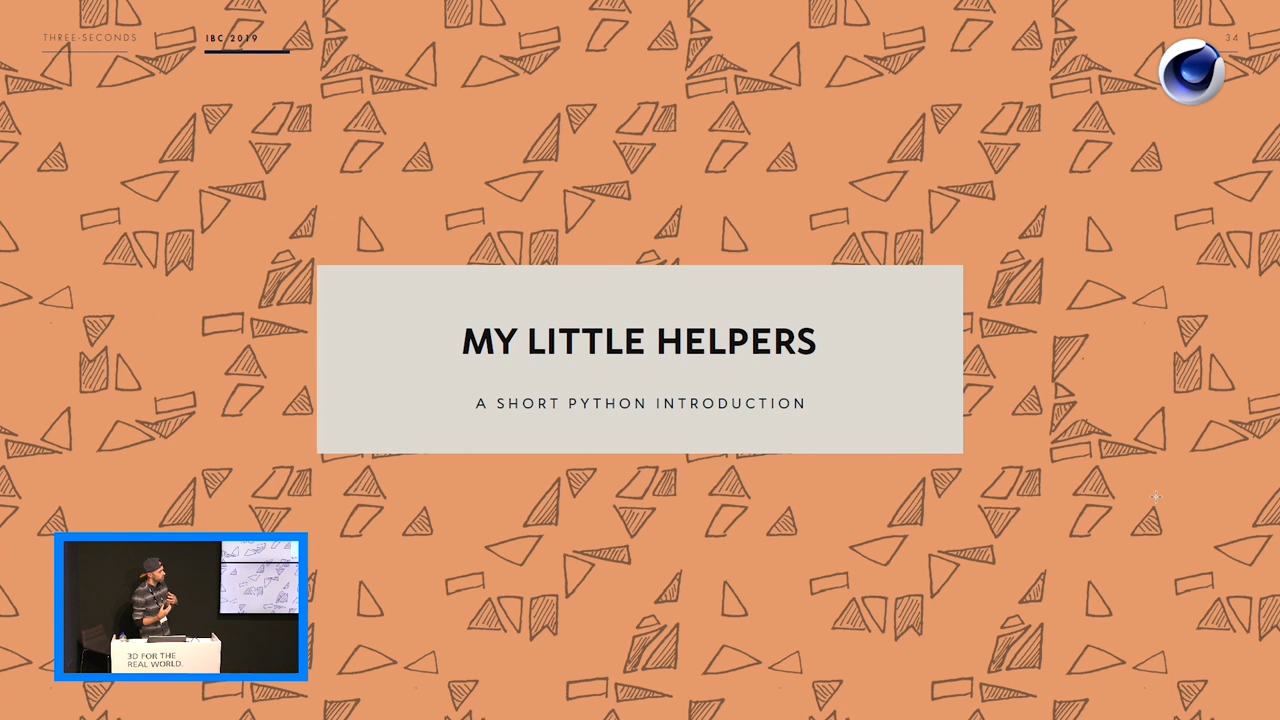 THREE-SECONDS
IBC 2019
34
MY LITTLE HELPERS
A SHORT PYTHON INTRODUCTION
3D FOR THE
REAL WORLD.